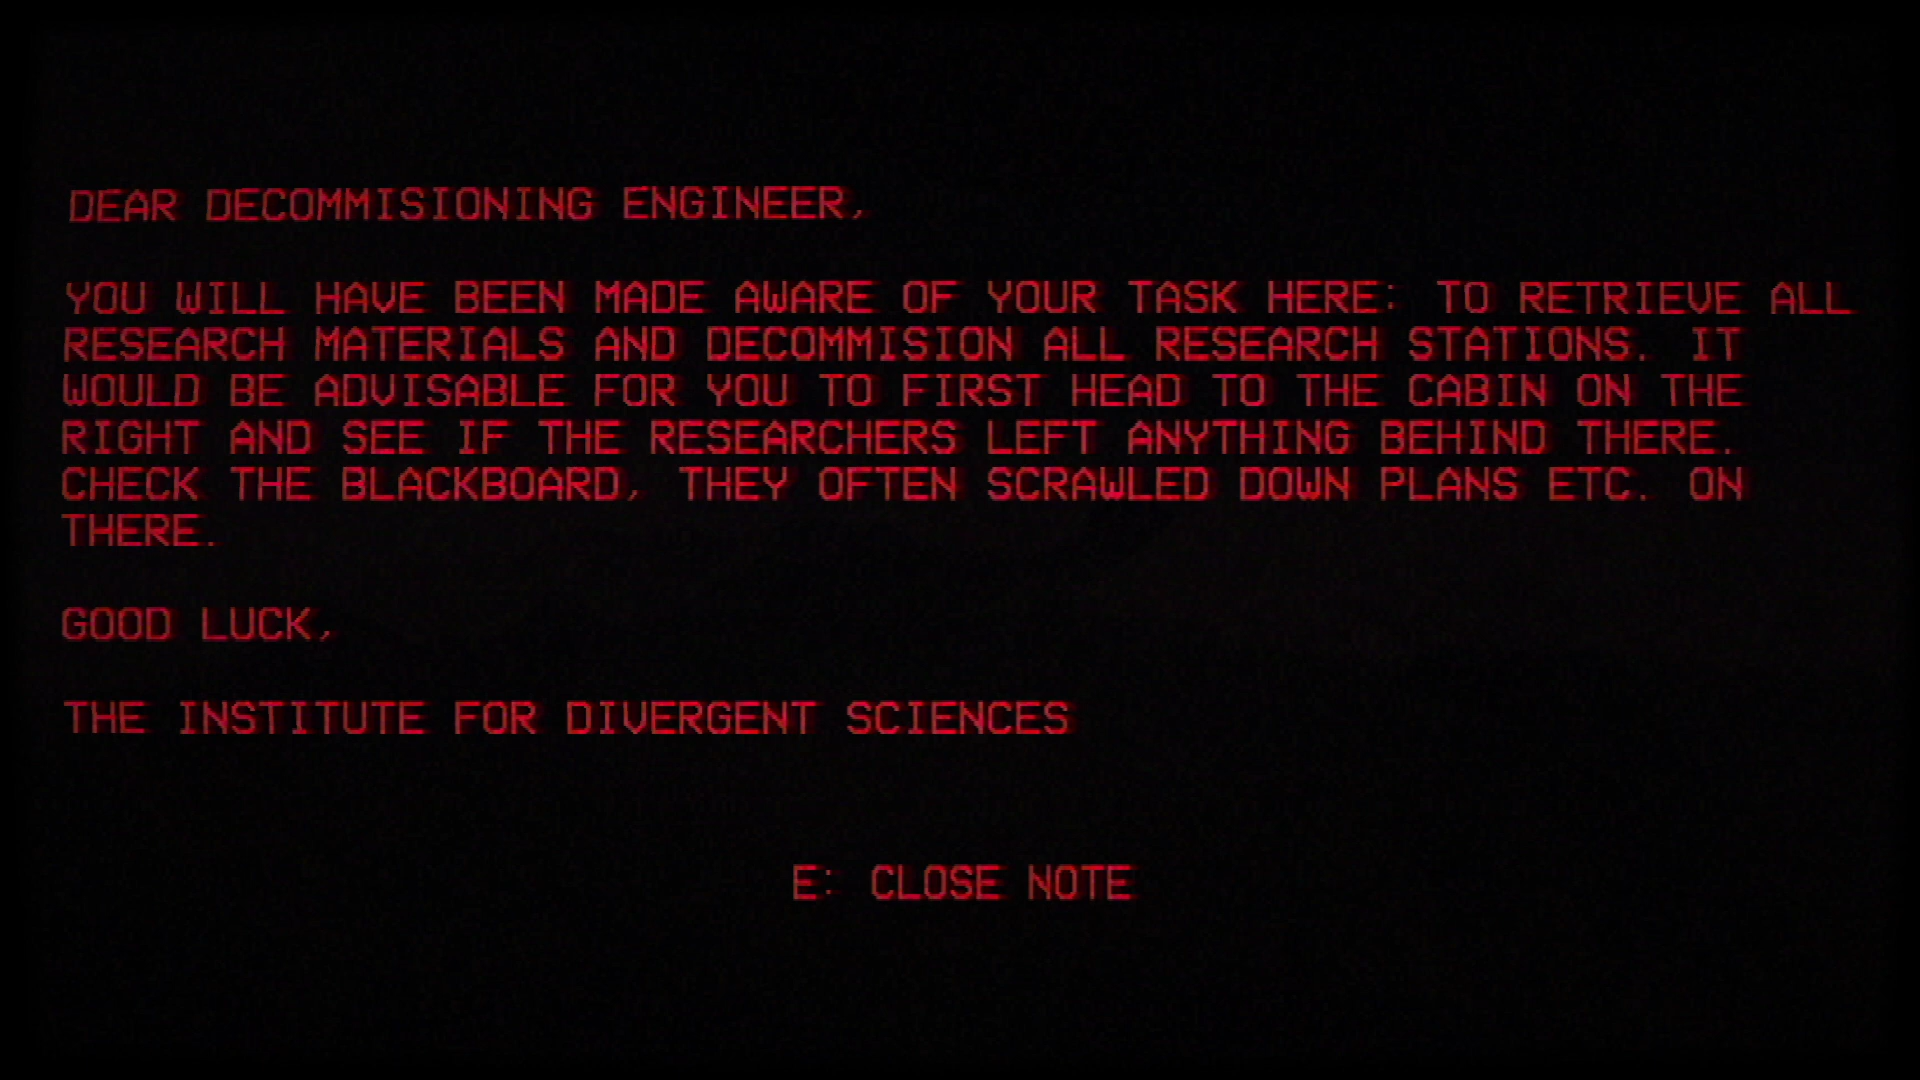 DEAR DECOMMISIONING ENGINEER,
YOU WILL HAVE BEEN MADE AWARE OF YOUR TASK HERE: TO RETRIEVE ALL
RESEARCH MATERIALS AND DECOMMISION ALL RESEARCH STATIONS. IT
WOULD BE ADVISABLE FOR YOU TO FIRST HEAD TO THE CABIN ON THE
RIGHT AND SEE IF THE RESEARCHERS LEFT ANYTHING BEHIND THERE.
CHECK THE BLACKBOARD, THEY OFTEN SCRAWLED DOWN PLANS ETC. ON
THERE.
GOOD LUCK,
THE INSTITUTE FOR DIVERGENT SCIENCES
E: CLOSE NOTE